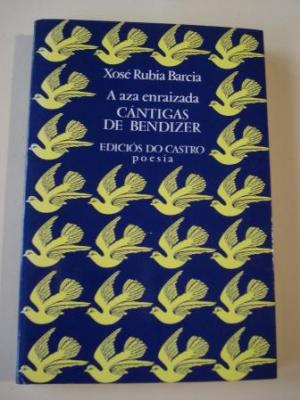 Xosé Rubia Barcia
A aza enraizada
CÁNTIGAS
DE BENDIZER
EDICIÓS DO CASTRO
poesía